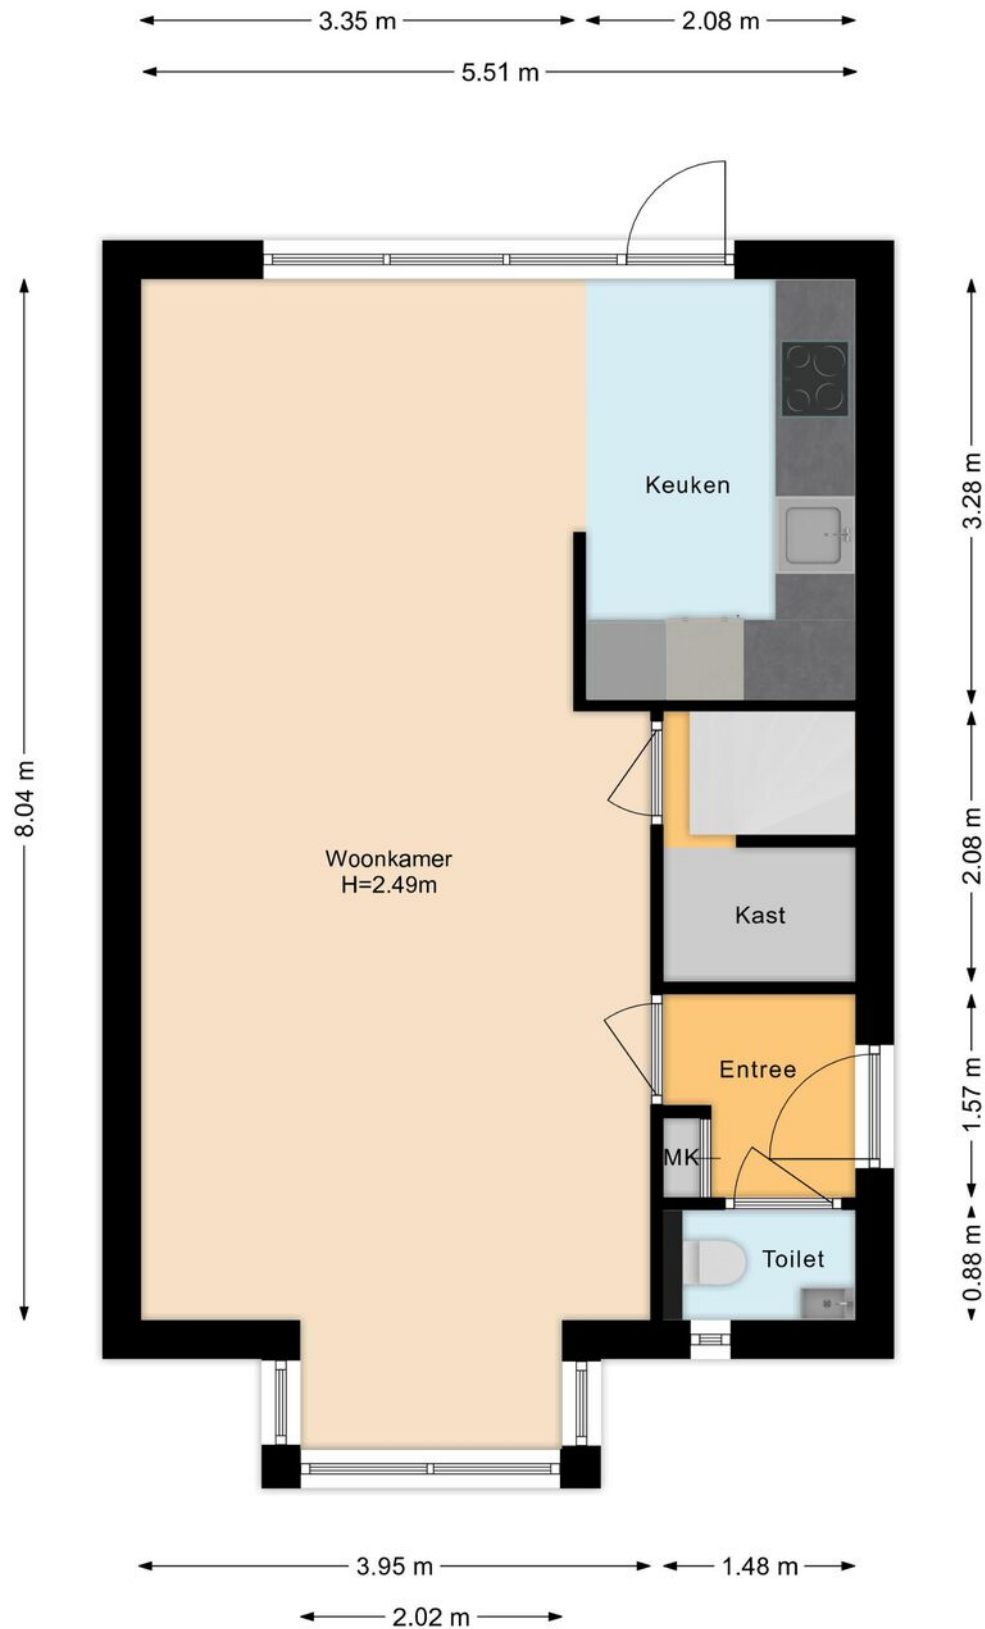 3.35 m
2.08 m
5.51 m
3.28 m
Keuken
8.04 m
2.08 m
Woonkamer
H=2.49m
Kast
1.57 m
Entree
MK
0.88 m
Toilet
3.95 m
1.48 m
2.02 m